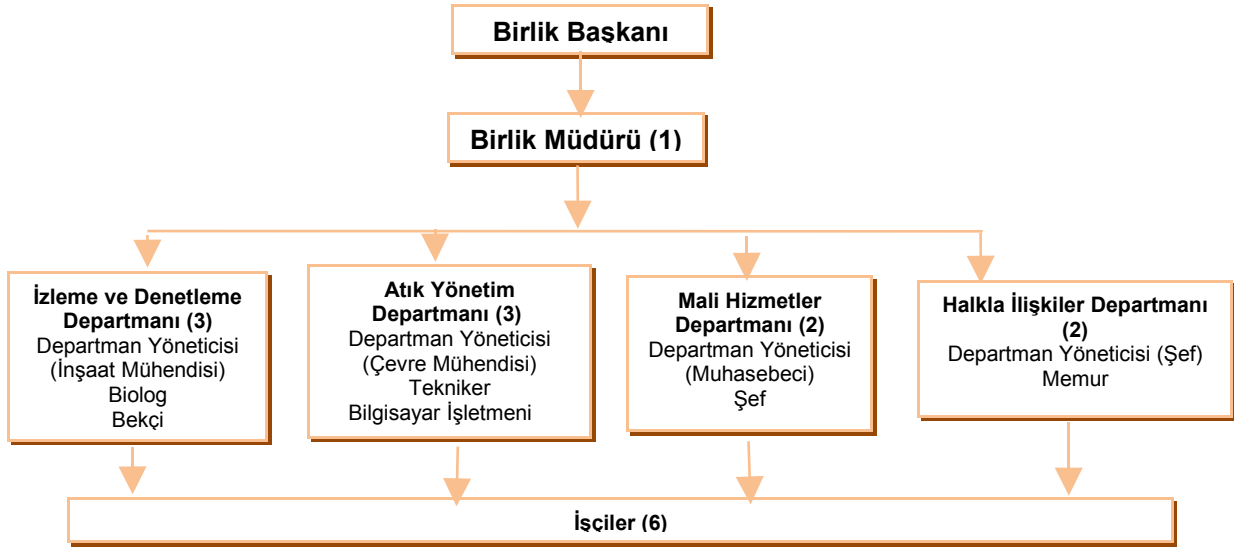 Birlik Başkanı
Birlik Müdürü (1)
İzleme ve Denetleme
Departmanı (3)
Departman Yöneticisi
(İnşaat Mühendisi)
Biolog
Bekçi
Atık Yönetim
Departmanı (3)
Departman Yöneticisi
(Çevre Mühendisi)
Tekniker
Bilgisayar İşletmeni
Mali Hizmetler
Departmanı (2)
Departman Yöneticisi
(Muhasebeci)
Şef
Halkla İlişkiler Departmanı
(2)
Departman Yöneticisi (Şef)
Memur
İşçiler (6)